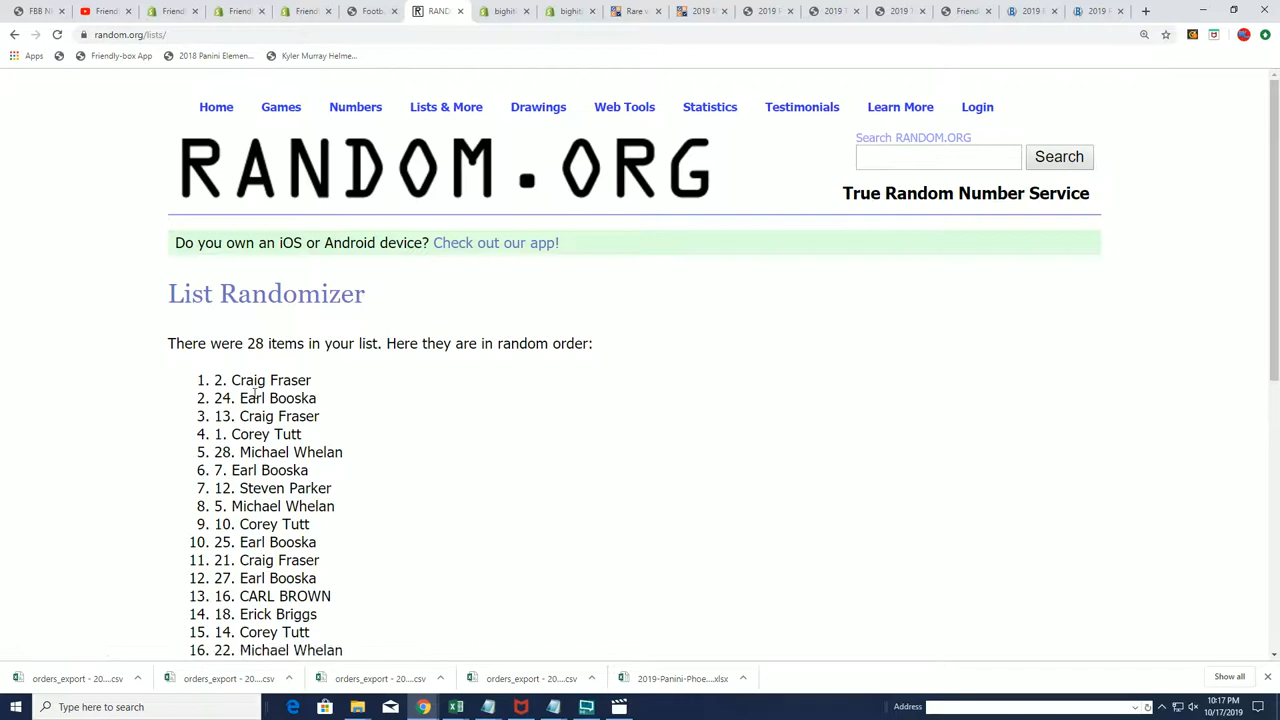 FBB N
Friend
Friend
Friend
Friend
Footb
RAND
bighit
bighit
Rare v
2019 R
2019
2019 T
2019
Friend
2019 R
2019 R
random.org/lists/
Apps
Friendly-box App
2018 Panini Elemen...
Kyler Murray Helme...
Home
Games
Numbers
Lists & More
Drawings
Web Tools
Statistics
Testimonials
Learn More
Login
RANDOM.ORG
Search RANDOM.ORG
Search
True Random Number Service
Do you own an iOS or Android device? Check out our app!
List Randomizer
There were 28 items in your list. Here they are in random order:
1. 2. Craig Fraser
2. 24. Earl Booska
3. 13. Craig Fraser
4. 1. Corey Tutt
5. 28. Michael Whelan
6. 7. Earl Booska
7. 12. Steven Parker
8. 5. Michael Whelan
9. 10. Corey Tutt
10. 25. Earl Booska
11. 21. Craig Fraser
12. 27. Earl Booska
13. 16. CARL BROWN
14. 18. Erick Briggs
15. 14. Corey Tutt
16. 22. Michael Whelan
orders_export - 20....csv
orders_export - 20....csv
orders_export - 20....csv
orders_export - 20....csv
2019-Panini-Phoe....xlsx
Show all
Type here to search
Address
10:17 PM
10/17/2019